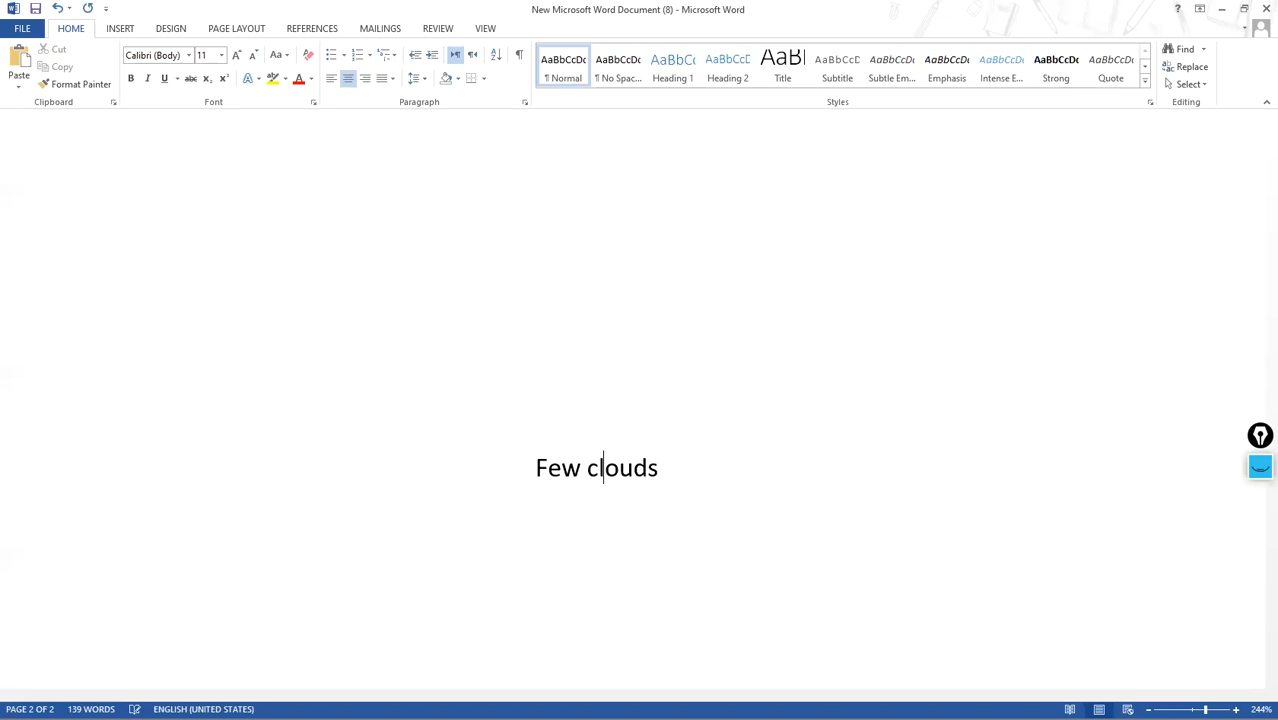 New Microsoft Word Document (8) - Microsoft Word
FILE HOME INSERT DESIGN PAGE LAYOUT REFERENCES MAILINGS REVIEW VIEW
Paste
Cut
Copy
Format Painter
Clipboard
Calibri (Body) 11
Font
Paragraph
AaBbCcDc AaBbCcDc AaBbCc AaBbCcD AaBl AaBbCcD AaBbCcDc AaBbCcDc AaBbCcDc AaBbCcDc AaBbCcDc
¶ Normal ¶ No Spac... Heading 1 Heading 2 Title Subtitle Subtle Em... Emphasis Intense E... Strong Quote
Styles
Find
Replace
Select
Editing
Few clouds
PAGE 2 OF 2 139 WORDS ENGLISH (UNITED STATES) 244%